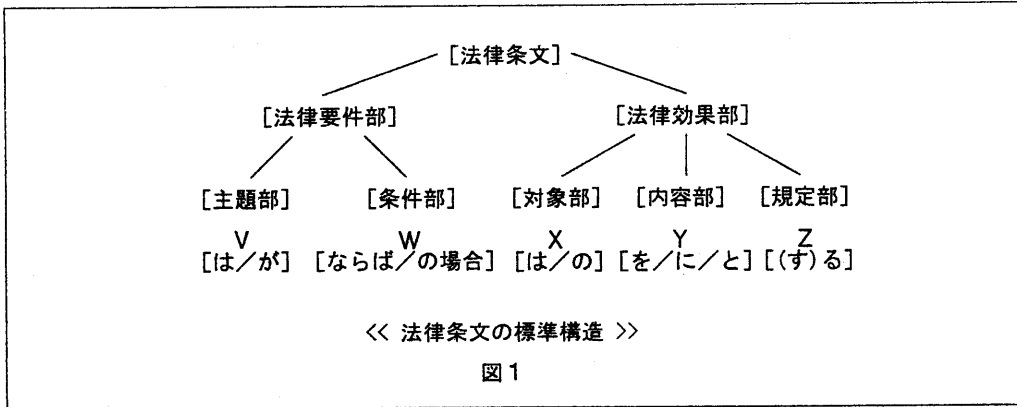 [法律条文]
[法律要件部] [法律効果部]
[主題部] [条件部] [対象部] [内容部] [規定部]
V W X Y Z
[は／が] [ならば／の場合] [は／の] [を／に／と] [(す)る]
<< 法律条文の標準構造 >>
図1